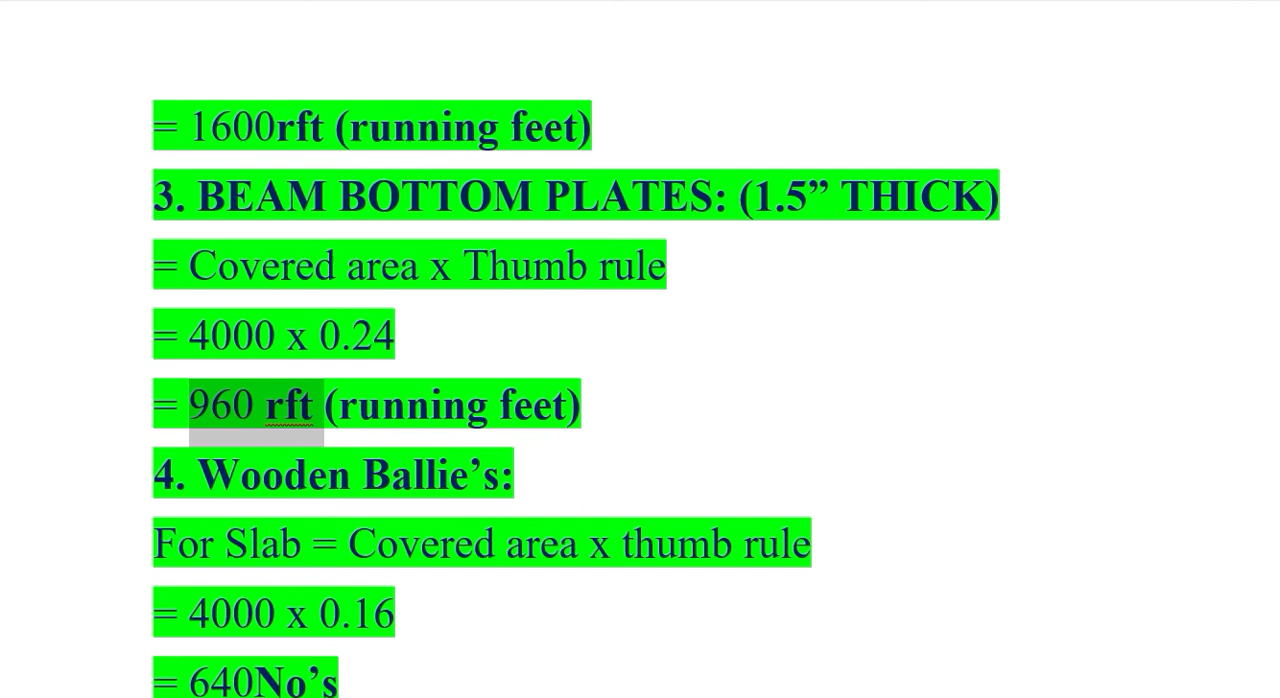 = 1600rft (running feet)
3. BEAM BOTTOM PLATES: (1.5” THICK)
= Covered area x Thumb rule
= 4000 x 0.24
= 960 rft (running feet)
4. Wooden Ballie’s:
For Slab = Covered area x thumb rule
= 4000 x 0.16
= 640No’s